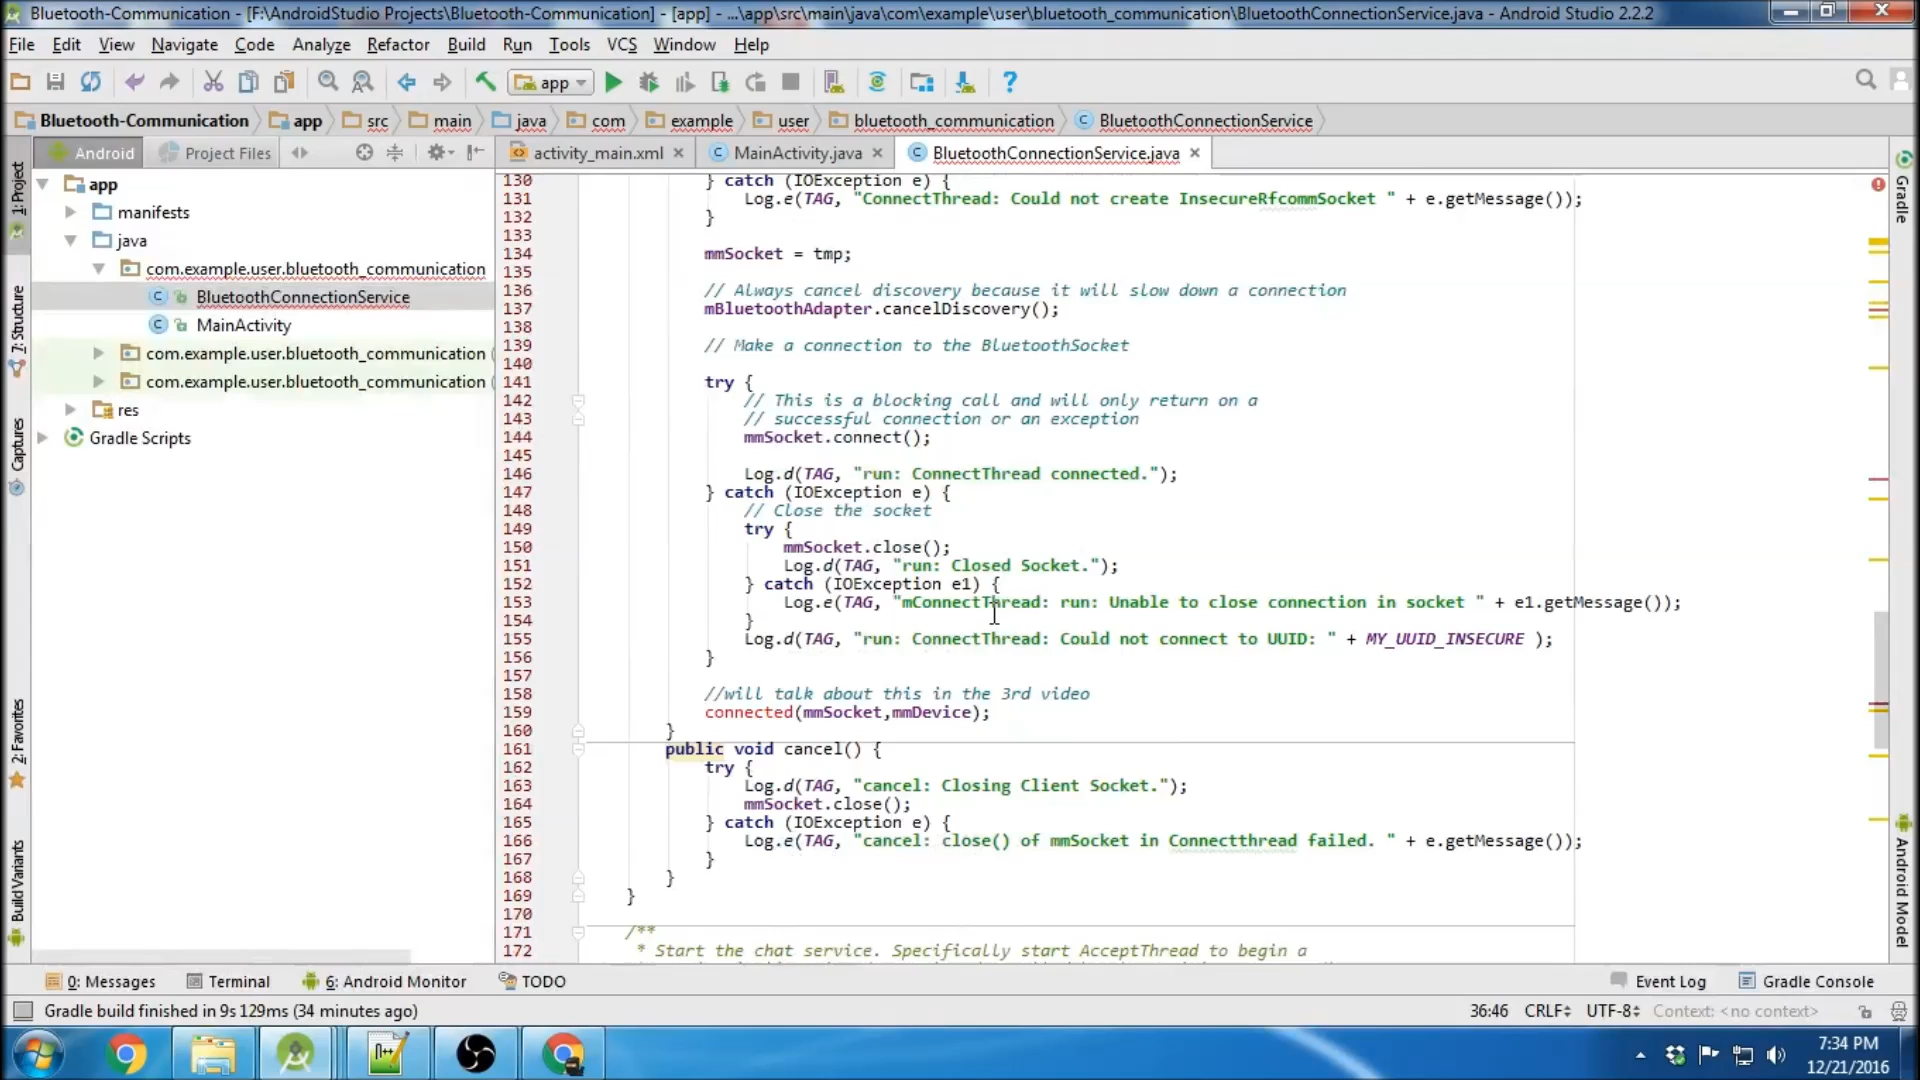 Bluetooth-Communication - [F:\AndroidStudio Projects\Bluetooth-Communication] - [app] - ...\app\src\main\java\com\example\user\bluetooth_communication\BluetoothConnectionService.java - Android Studio 2.2.2
File Edit View Navigate Code Analyze Refactor Build Run Tools VCS Window Help
app
Bluetooth-Communication app src main java com example user bluetooth_communication BluetoothConnectionService
Android Project Files
activity_main.xml MainActivity.java BluetoothConnectionService.java
1: Project
7: Structure
Captures
2: Favorites
Build Variants
app
manifests
java
com.example.user.bluetooth_communication
BluetoothConnectionService
MainActivity
com.example.user.bluetooth_communication (
com.example.user.bluetooth_communication (
res
Gradle Scripts
130 } catch (IOException e) {
131 Log.e(TAG, "ConnectThread: Could not create InsecureRfcommSocket " + e.getMessage());
132 }
133
134 mmSocket = tmp;
135
136 // Always cancel discovery because it will slow down a connection
137 mBluetoothAdapter.cancelDiscovery();
138
139 // Make a connection to the BluetoothSocket
140
141 try {
142 // This is a blocking call and will only return on a
143 // successful connection or an exception
144 mmSocket.connect();
145
146 Log.d(TAG, "run: ConnectThread connected.");
147 } catch (IOException e) {
148 // Close the socket
149 try {
150 mmSocket.close();
151 Log.d(TAG, "run: Closed Socket.");
152 } catch (IOException e1) {
153 Log.e(TAG, "mConnectThread: run: Unable to close connection in socket " + e1.getMessage());
154 }
155 Log.d(TAG, "run: ConnectThread: Could not connect to UUID: " + MY_UUID_INSECURE );
156 }
157
158 //will talk about this in the 3rd video
159 connected(mmSocket,mmDevice);
160 }
161 public void cancel() {
162 try {
163 Log.d(TAG, "cancel: Closing Client Socket.");
164 mmSocket.close();
165 } catch (IOException e) {
166 Log.e(TAG, "cancel: close() of mmSocket in Connectthread failed. " + e.getMessage());
167 }
168 }
169 }
170
171 /**
172 * Start the chat service. Specifically start AcceptThread to begin a
Gradle
Android Model
0: Messages Terminal 6: Android Monitor TODO Event Log Gradle Console
Gradle build finished in 9s 129ms (34 minutes ago) 36:46 CRLF UTF-8 Context: <no context>
7:34 PM
12/21/2016